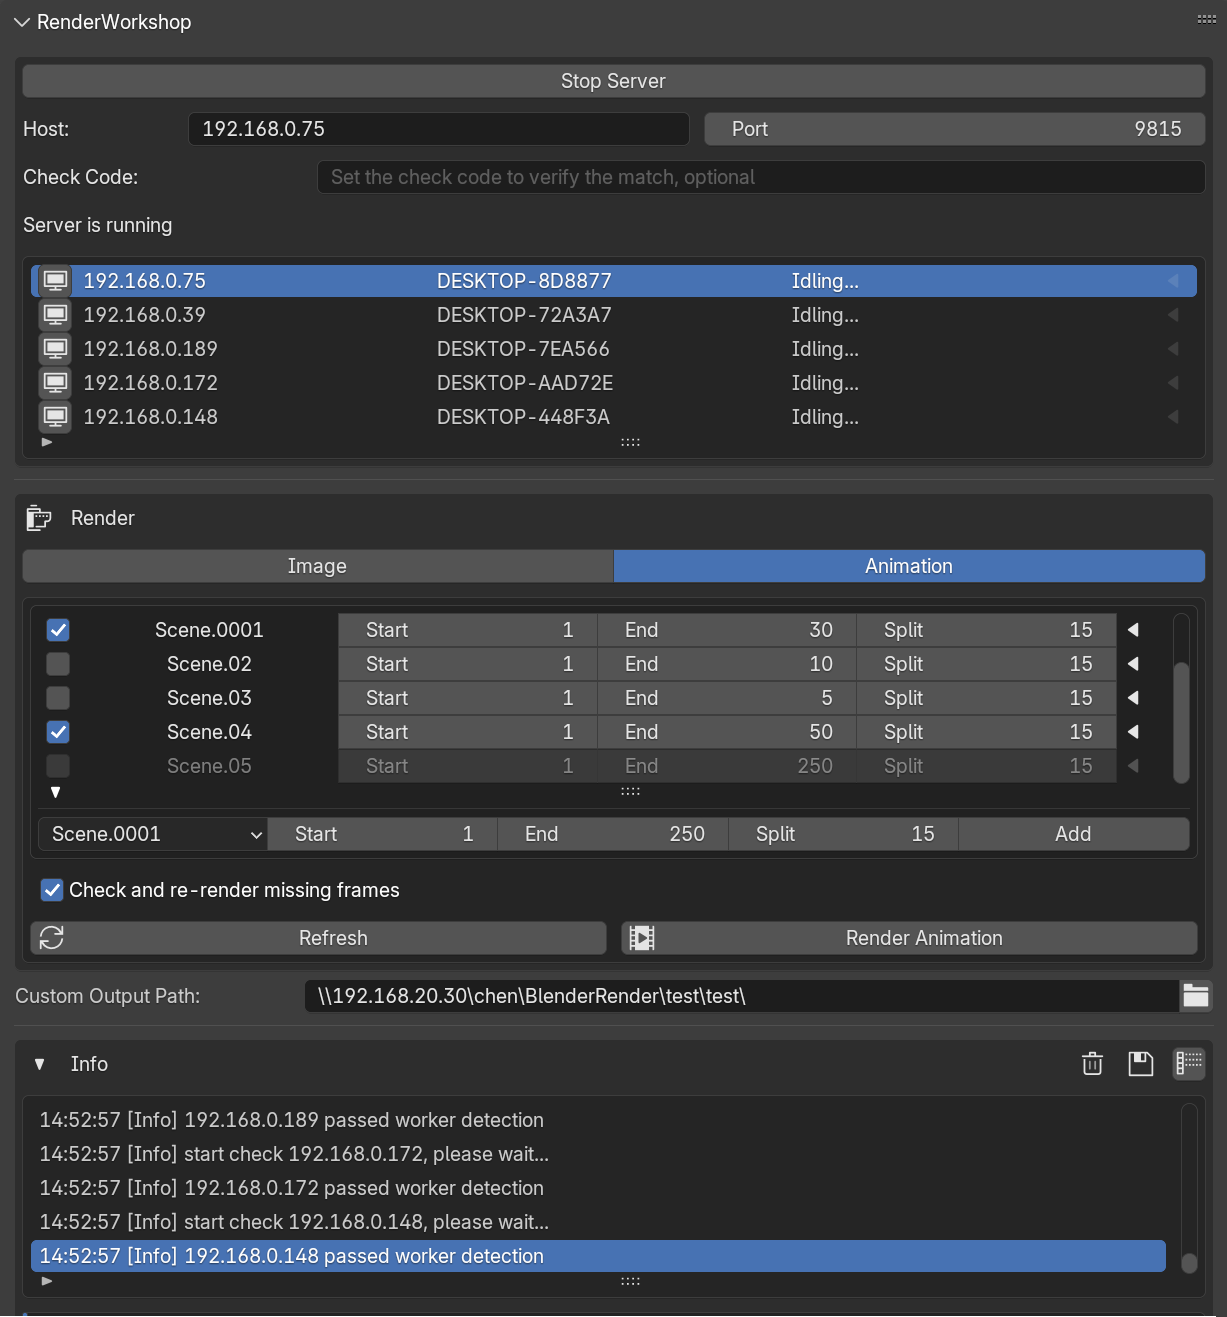 RenderWorkshop
Stop Server
Host: 192.168.0.75 Port 9815
Check Code: Set the check code to verify the match, optional
Server is running
192.168.0.75 DESKTOP-8D8877 Idling...
192.168.0.39 DESKTOP-72A3A7 Idling...
192.168.0.189 DESKTOP-7EA566 Idling...
192.168.0.172 DESKTOP-AAD72E Idling...
192.168.0.148 DESKTOP-448F3A Idling...
Render
Image Animation
Scene.0001 Start 1 End 30 Split 15
Scene.02 Start 1 End 10 Split 15
Scene.03 Start 1 End 5 Split 15
Scene.04 Start 1 End 50 Split 15
Scene.05 Start 1 End 250 Split 15
Scene.0001 Start 1 End 250 Split 15 Add
Check and re-render missing frames
Refresh Render Animation
Custom Output Path: \\192.168.20.30\chen\BlenderRender\test\test\
Info
14:52:57 [Info] 192.168.0.189 passed worker detection
14:52:57 [Info] start check 192.168.0.172, please wait...
14:52:57 [Info] 192.168.0.172 passed worker detection
14:52:57 [Info] start check 192.168.0.148, please wait...
14:52:57 [Info] 192.168.0.148 passed worker detection